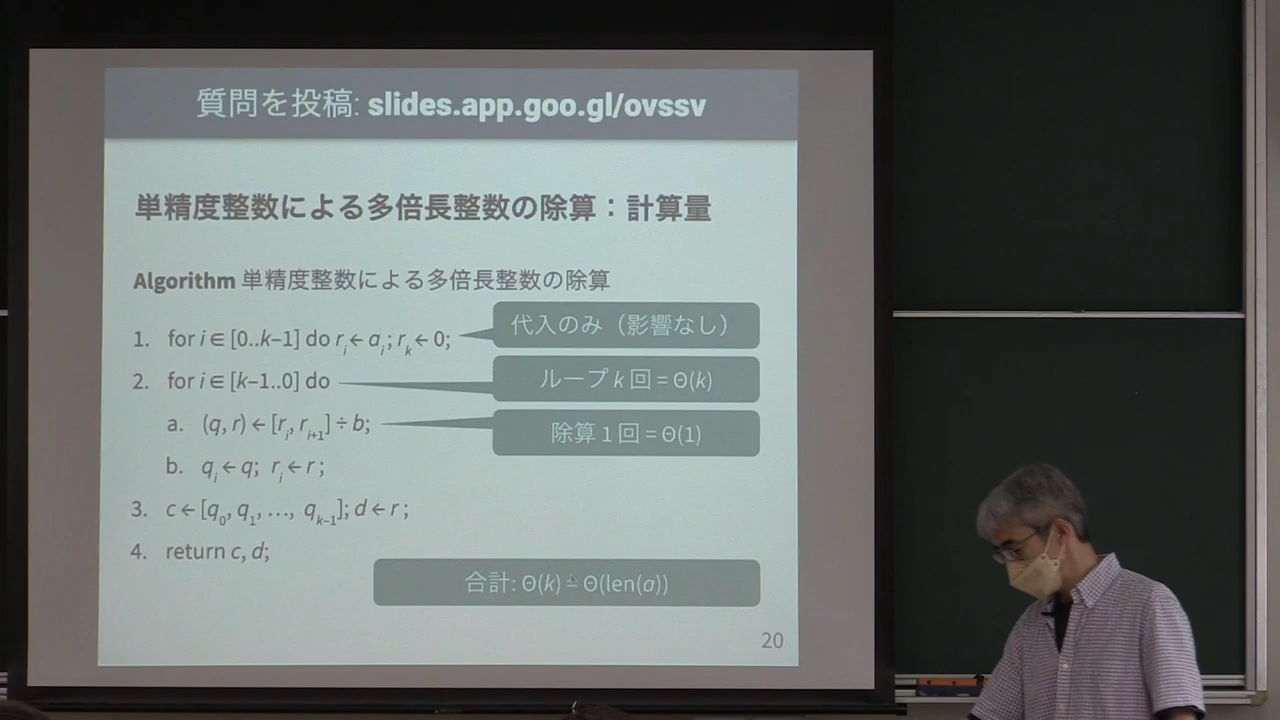 質問を投稿: slides.app.goo.gl/ovssv
単精度整数による多倍長整数の除算：計算量
Algorithm 単精度整数による多倍長整数の除算
1. for i ∈ [0..k–1] do rᵢ ← aᵢ; rₖ ← 0;
代入のみ（影響なし）
2. for i ∈ [k–1..0] do
ループ k 回 = Θ(k)
a. (q, r) ← [rᵢ, rᵢ₊₁] ÷ b;
除算 1 回 = Θ(1)
b. qᵢ ← q; rᵢ ← r ;
3. c ← [q₀, q₁, …, qₖ₋₁]; d ← r ;
4. return c, d;
合計: Θ(k) = Θ(len(a))
20